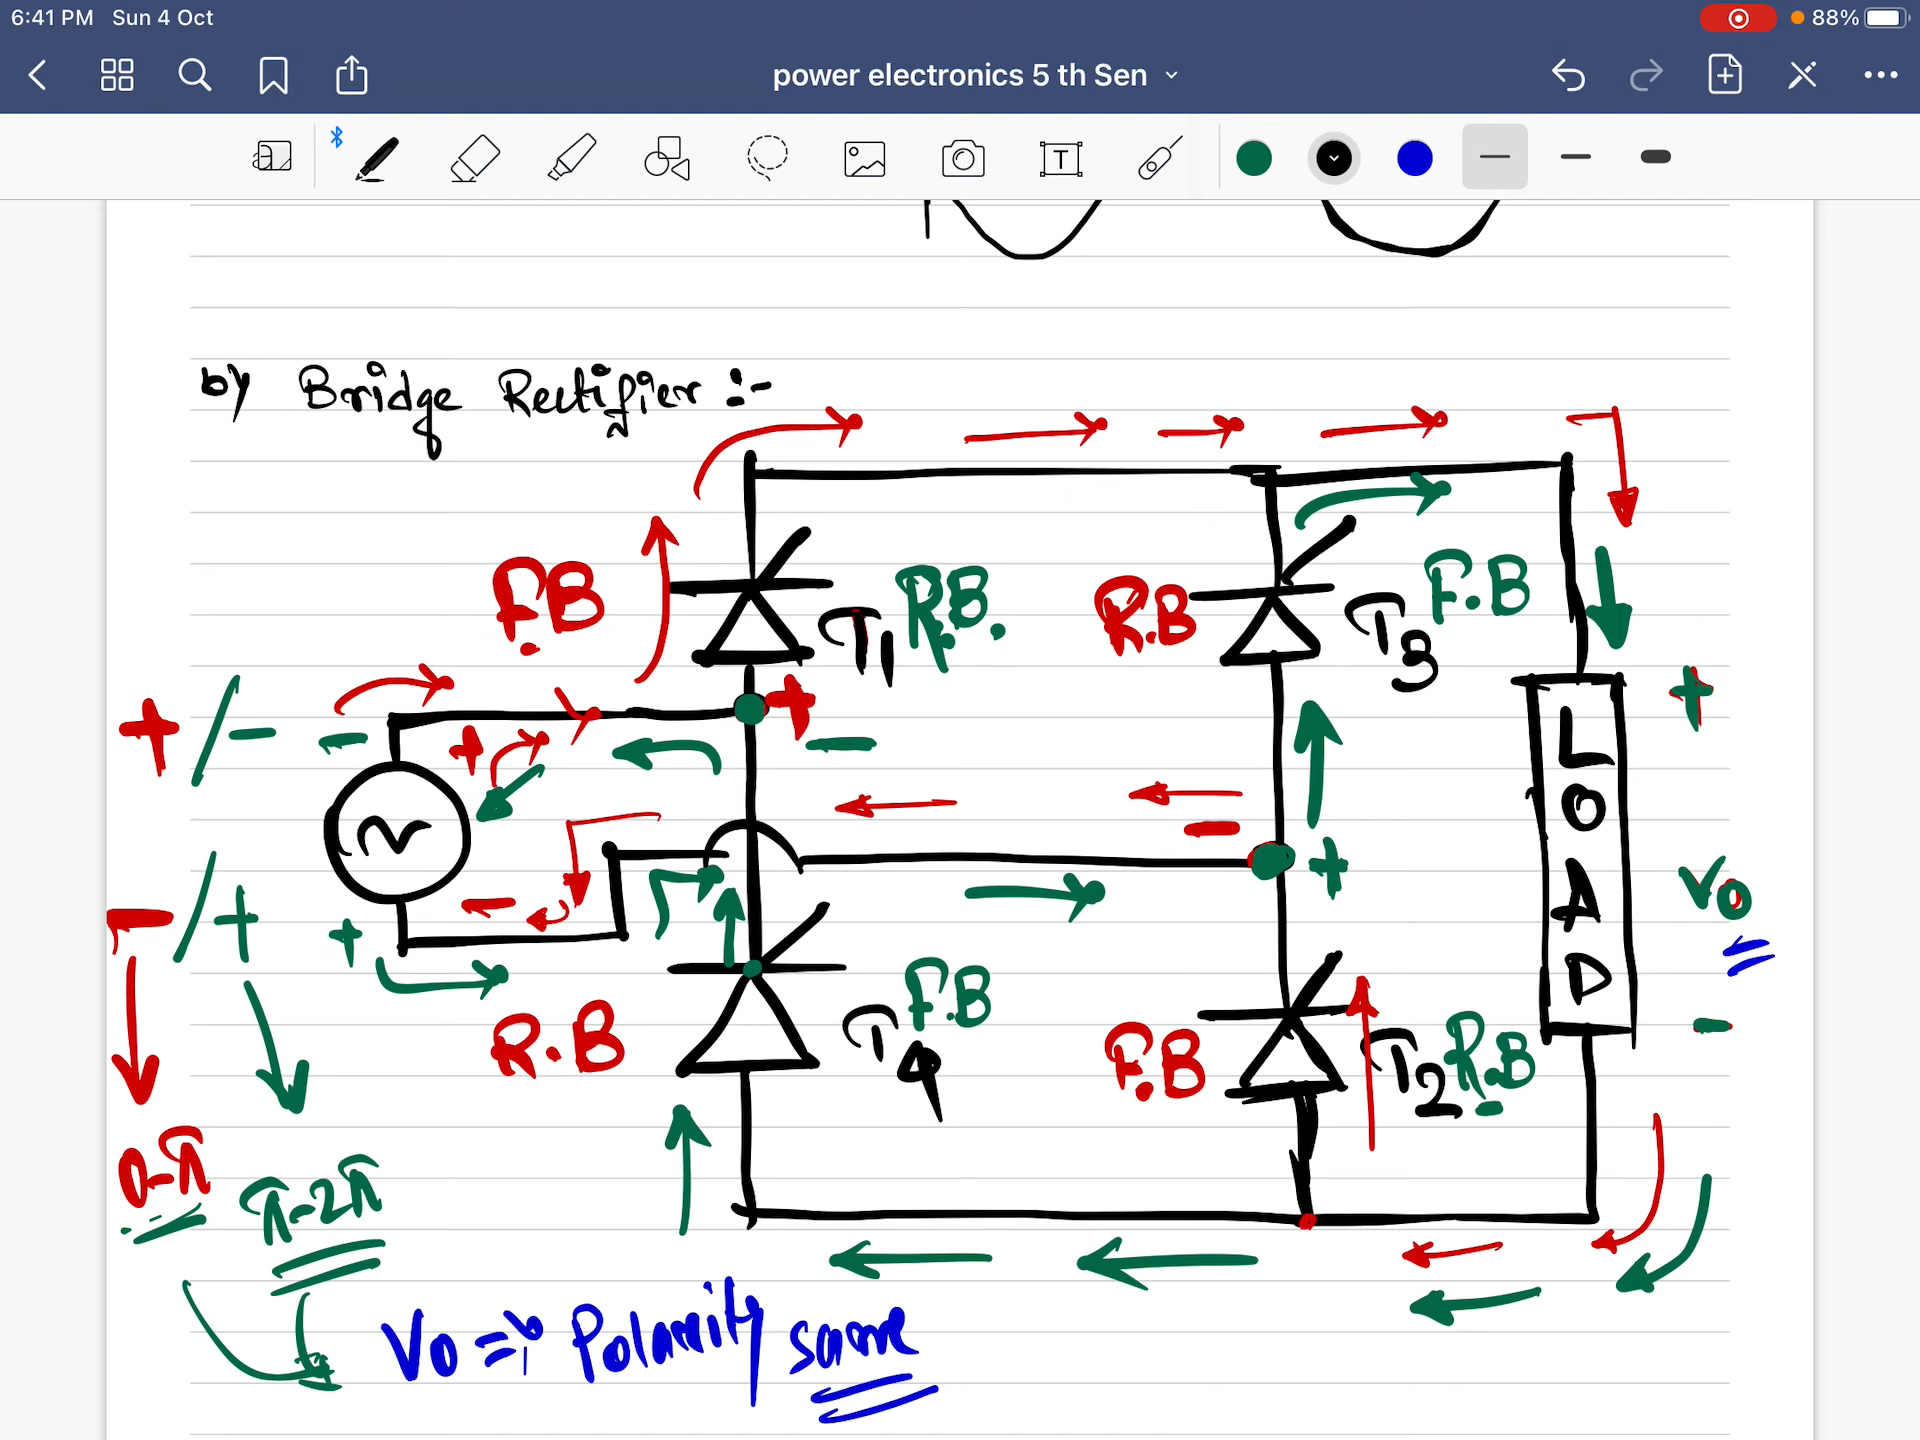 6:41 PM Sun 4 Oct
88%
power electronics 5 th Sen
T
b) Bridge Rectifier :-
F.B
T1
R.B.
R.B
T3
F.B
+ / -
-
+
+
-
+
-
- / +
+
-
+
LOAD
Vo
-
R.B
T4
F.B
F.B
T2
R.B
0-π
π-2π
Vo => Polarity same